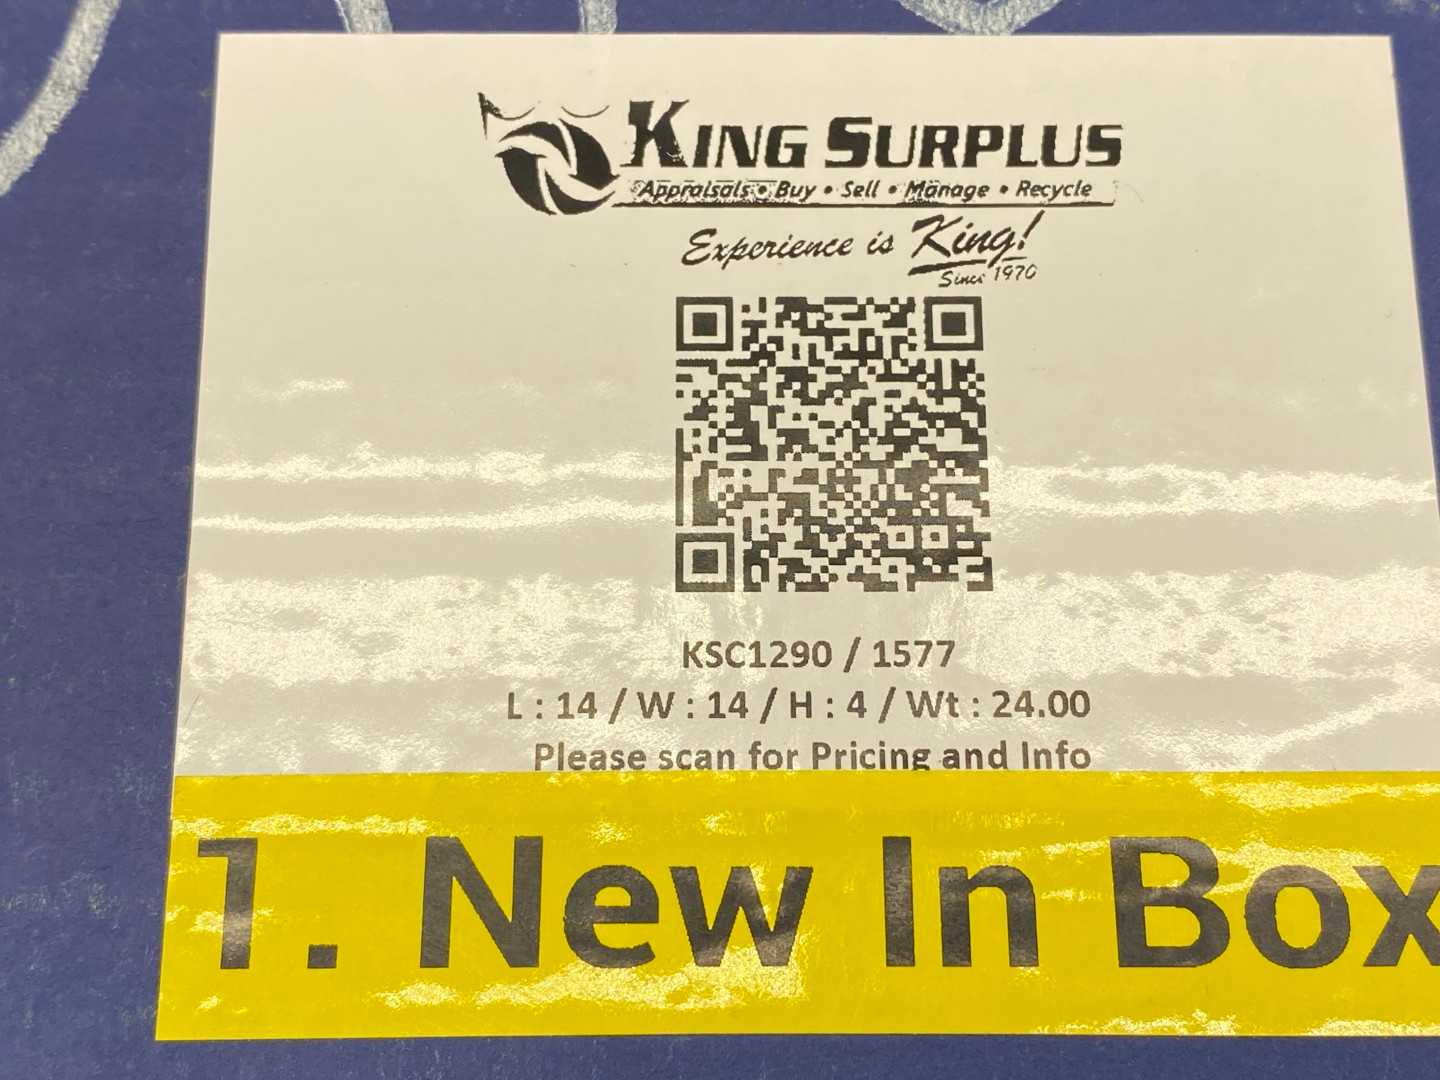 KING SURPLUS
Appraisals • Buy • Sell • Manage • Recycle
Experience is King!
Since 1970
KSC1290 / 1577
L : 14 / W : 14 / H : 4 / Wt : 24.00
Please scan for Pricing and Info
1. New In Box